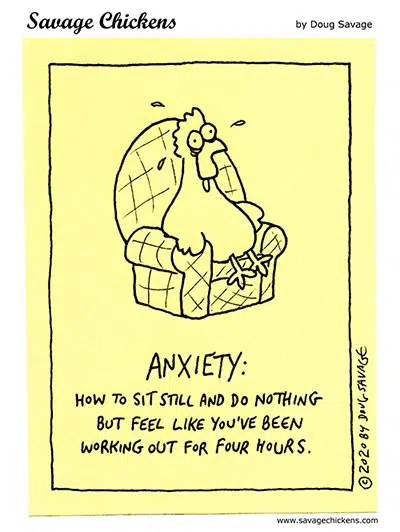 Savage Chickens
by Doug Savage
ANXIETY:
HOW TO SIT STILL AND DO NOTHING
BUT FEEL LIKE YOU'VE BEEN
WORKING OUT FOR FOUR HOURS.
© 2020 BY DOUG SAVAGE
www.savagechickens.com